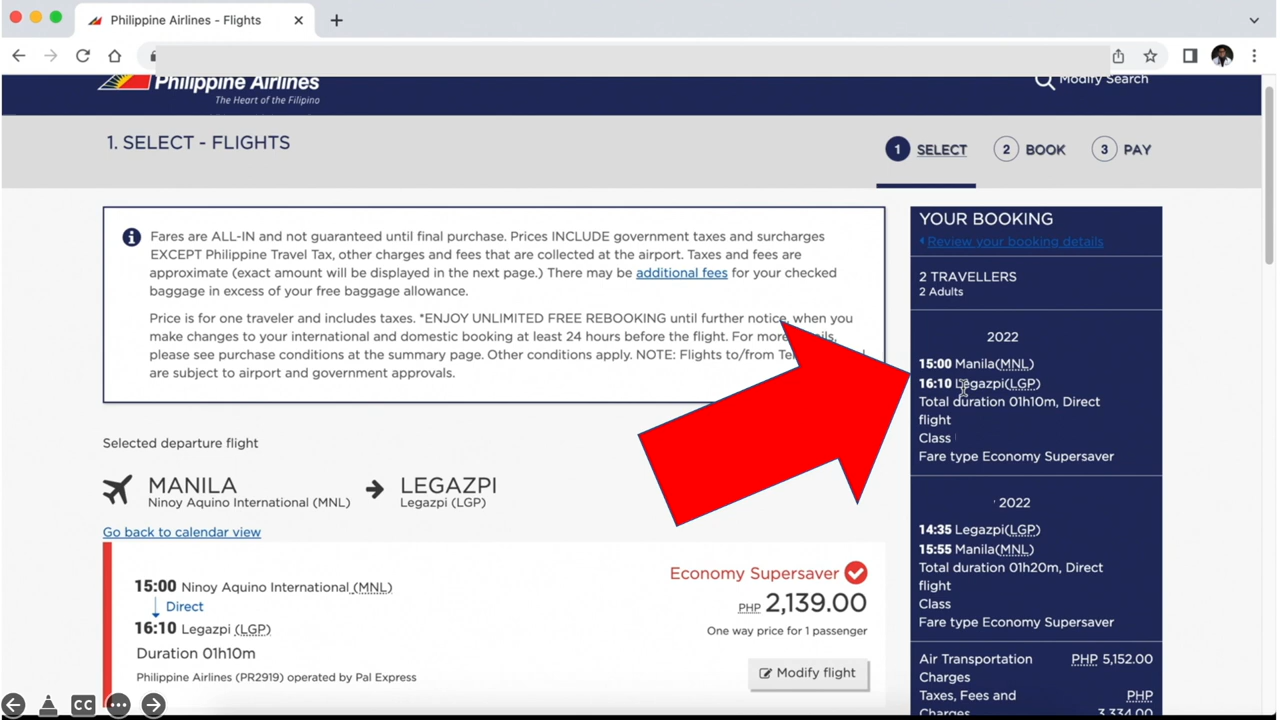 Philippine Airlines - Flights
Philippine Airlines
The Heart of the Filipino
Modify Search
1. SELECT - FLIGHTS
1 SELECT 2 BOOK 3 PAY
Fares are ALL-IN and not guaranteed until final purchase. Prices INCLUDE government taxes and surcharges
EXCEPT Philippine Travel Tax, other charges and fees that are collected at the airport. Taxes and fees are
approximate (exact amount will be displayed in the next page.) There may be additional fees for your checked
baggage in excess of your free baggage allowance.
Price is for one traveler and includes taxes. *ENJOY UNLIMITED FREE REBOOKING until further notice, when you
make changes to your international and domestic booking at least 24 hours before the flight. For more
please see purchase conditions at the summary page. Other conditions apply. NOTE: Flights to/from
are subject to airport and government approvals.
Selected departure flight
MANILA
Ninoy Aquino International (MNL)
LEGAZPI
Legazpi (LGP)
Go back to calendar view
15:00 Ninoy Aquino International (MNL)
Direct
16:10 Legazpi (LGP)
Duration 01h10m
Philippine Airlines (PR2919) operated by Pal Express
Economy Supersaver
PHP 2,139.00
One way price for 1 passenger
Modify flight
YOUR BOOKING
Review your booking details
2 TRAVELLERS
2 Adults
2022
15:00 Manila(MNL)
16:10 Legazpi(LGP)
Total duration 01h10m, Direct
flight
Class
Fare type Economy Supersaver
2022
14:35 Legazpi(LGP)
15:55 Manila(MNL)
Total duration 01h20m, Direct
flight
Class
Fare type Economy Supersaver
Air Transportation PHP 5,152.00
Charges
Taxes, Fees and PHP
Charges 3,334.00
CC